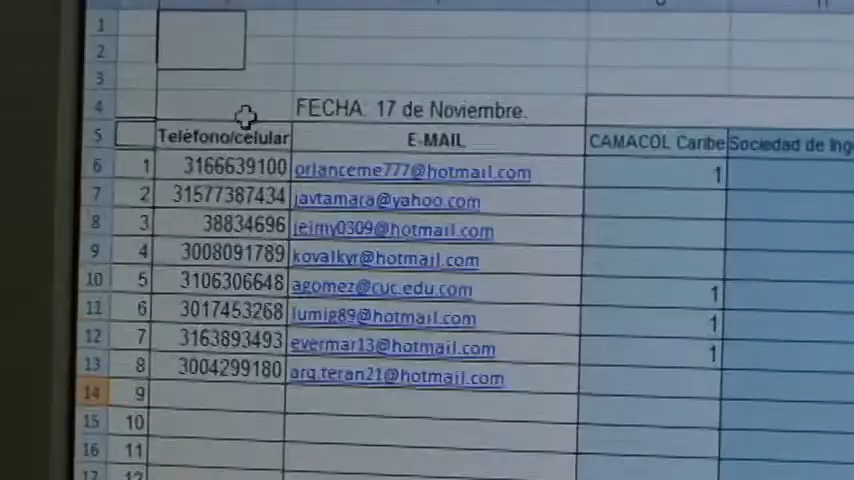 1
2
3
4 FECHA: 17 de Noviembre.
5 Teléfono/celular E-MAIL CAMACOL Caribe Sociedad de Ing
6 1 3166639100 orlanceme777@hotmail.com 1
7 2 31577387434 javtamara@yahoo.com
8 3 38834696 jeimy0309@hotmail.com
9 4 3008091789 kovalkyr@hotmail.com
10 5 3106306648 agomez@cuc.edu.com 1
11 6 3017453268 lumig89@hotmail.com 1
12 7 3163893493 evermar13@hotmail.com 1
13 8 3004299180 arq.teran21@hotmail.com
14 9
15 10
16 11
17 12